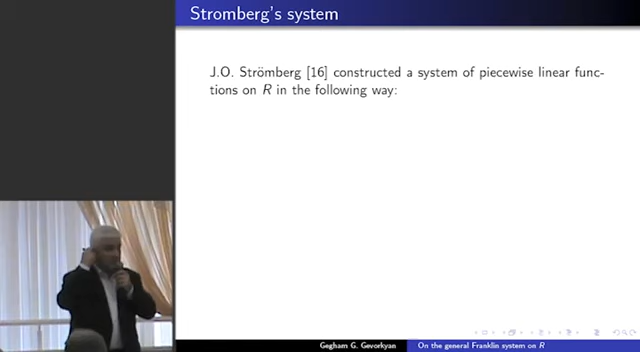 Stromberg's system
J.O. Strömberg [16] constructed a system of piecewise linear func-
tions on R in the following way:
Gegham G. Gevorkyan
On the general Franklin system on R